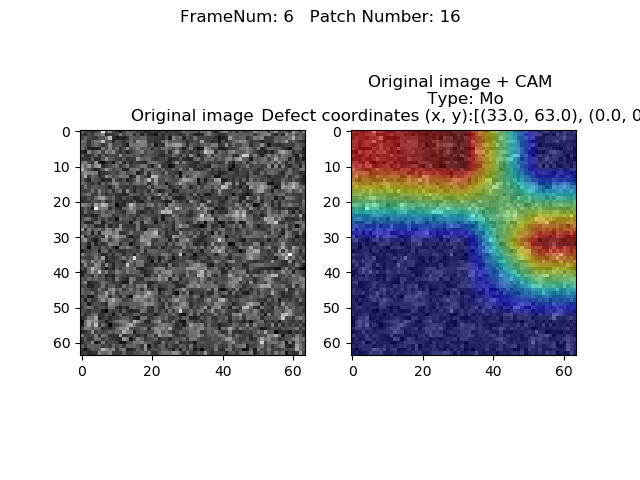 FrameNum: 6   Patch Number: 16
Original image + CAM
Type: Mo
Original image
Defect coordinates (x, y):[(33.0, 63.0), (0.0, 0
0
10
20
30
40
50
60
0 20 40 60
0
10
20
30
40
50
60
0 20 40 60